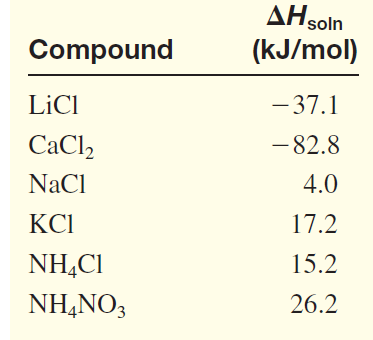 ΔHsoln
Compound (kJ/mol)
LiCl −37.1
CaCl₂ −82.8
NaCl 4.0
KCl 17.2
NH₄Cl 15.2
NH₄NO₃ 26.2